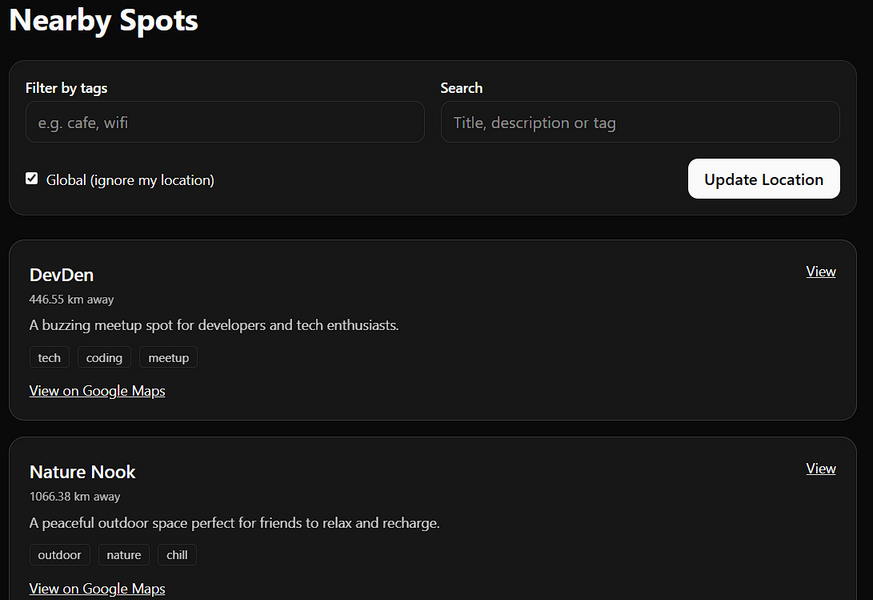 Nearby Spots
Filter by tags
Search
e.g. cafe, wifi
Title, description or tag
Global (ignore my location)
Update Location
DevDen
View
446.55 km away
A buzzing meetup spot for developers and tech enthusiasts.
tech coding meetup
View on Google Maps
Nature Nook
View
1066.38 km away
A peaceful outdoor space perfect for friends to relax and recharge.
outdoor nature chill
View on Google Maps